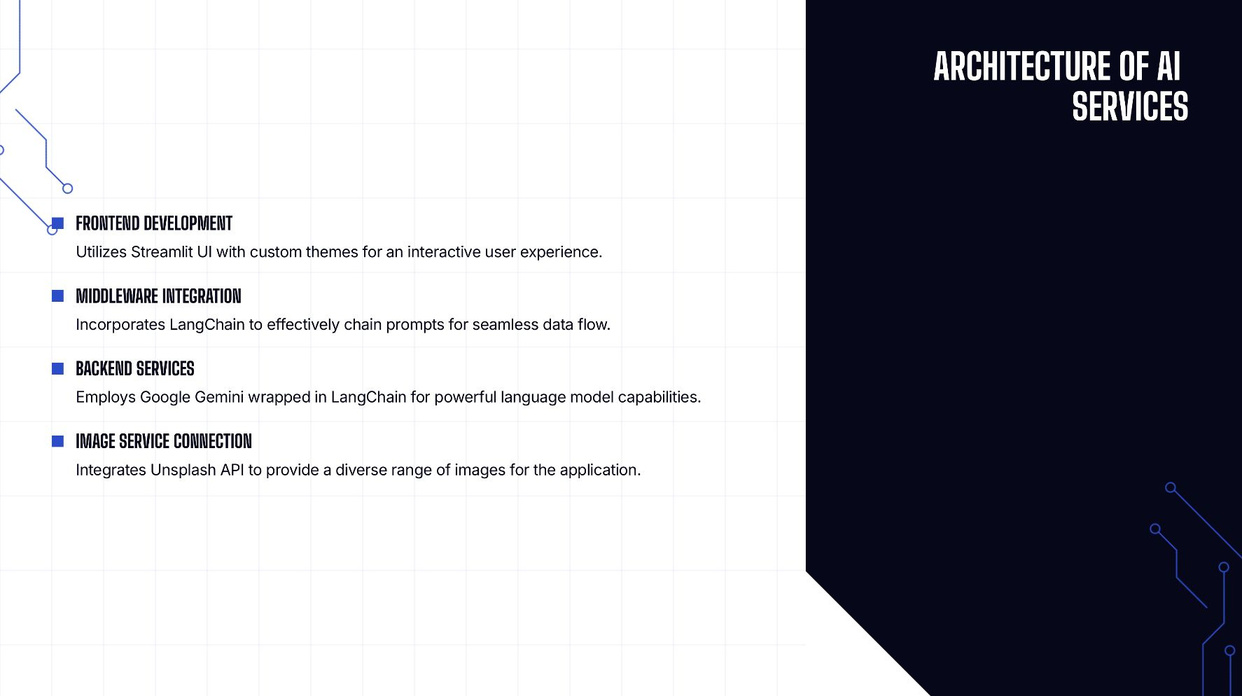 ARCHITECTURE OF AI
SERVICES
FRONTEND DEVELOPMENT
Utilizes Streamlit UI with custom themes for an interactive user experience.
MIDDLEWARE INTEGRATION
Incorporates LangChain to effectively chain prompts for seamless data flow.
BACKEND SERVICES
Employs Google Gemini wrapped in LangChain for powerful language model capabilities.
IMAGE SERVICE CONNECTION
Integrates Unsplash API to provide a diverse range of images for the application.